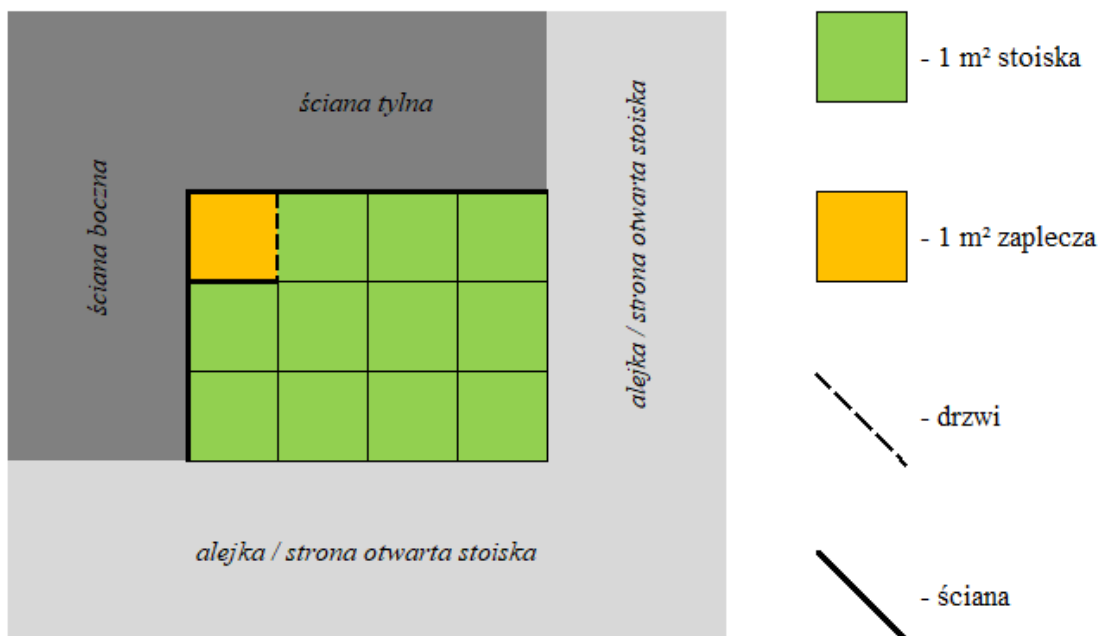 ściana tylna
ściana boczna
alejka / strona otwarta stoiska
alejka / strona otwarta stoiska
- 1 m² stoiska
- 1 m² zaplecza
- drzwi
- ściana